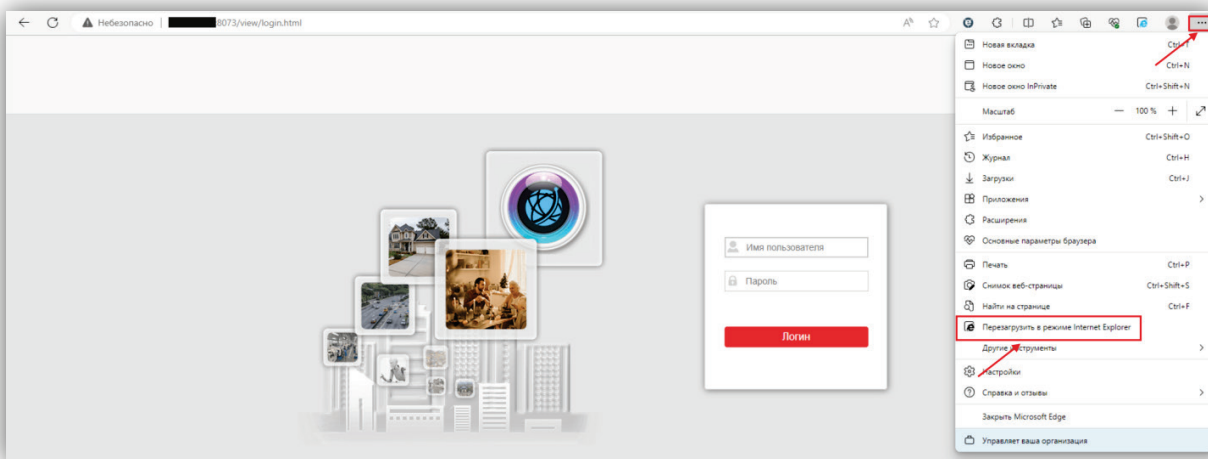 Небезопасно | :8073/view/login.html
Новая вкладка Ctrl+T
Новое окно Ctrl+N
Новое окно InPrivate Ctrl+Shift+N
Масштаб — 100 % +
Избранное Ctrl+Shift+O
Журнал Ctrl+H
Загрузки Ctrl+J
Приложения
Расширения
Основные параметры браузера
Печать Ctrl+P
Снимок веб-страницы Ctrl+Shift+S
Найти на странице Ctrl+F
Перезагрузить в режиме Internet Explorer
Другие инструменты
Настройки
Справка и отзывы
Закрыть Microsoft Edge
Управляет ваша организация
Имя пользователя
Пароль
Логин